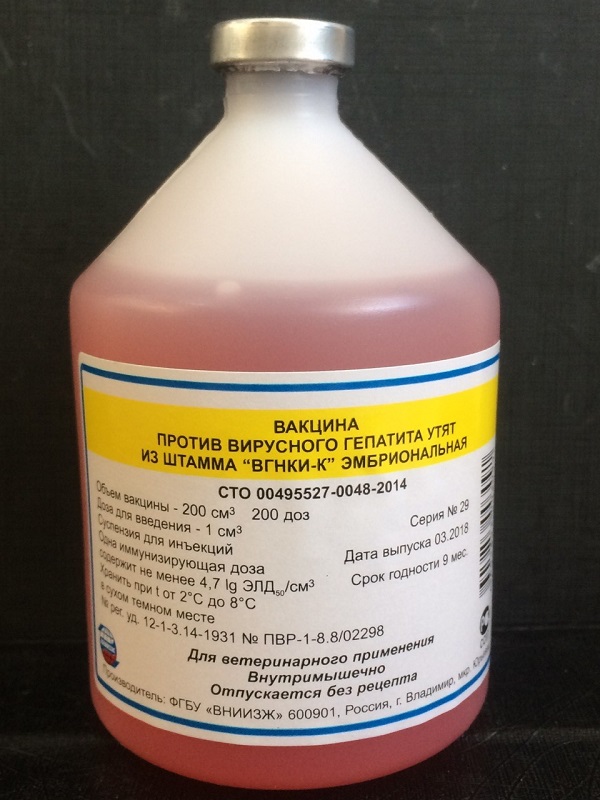 ВАКЦИНА
ПРОТИВ ВИРУСНОГО ГЕПАТИТА УТЯТ
ИЗ ШТАММА “ВГНКИ-К” ЭМБРИОНАЛЬНАЯ
СТО 00495527-0048-2014
Объем вакцины - 200 см³ 200 доз
Доза для введения - 1 см³
Суспензия для инъекций
Одна иммунизирующая доза
содержит не менее 4,7 lg ЭЛД₅₀/см³
Хранить при t от 2°С до 8°С
в сухом темном месте
№ рег. уд. 12-1-3.14-1931 № ПВР-1-8.8/02298
Серия № 29
Дата выпуска 03.2018
Срок годности 9 мес.
Для ветеринарного применения
Внутримышечно
Отпускается без рецепта
производитель: ФГБУ «ВНИИЗЖ» 600901, Россия, г. Владимир, мкр.